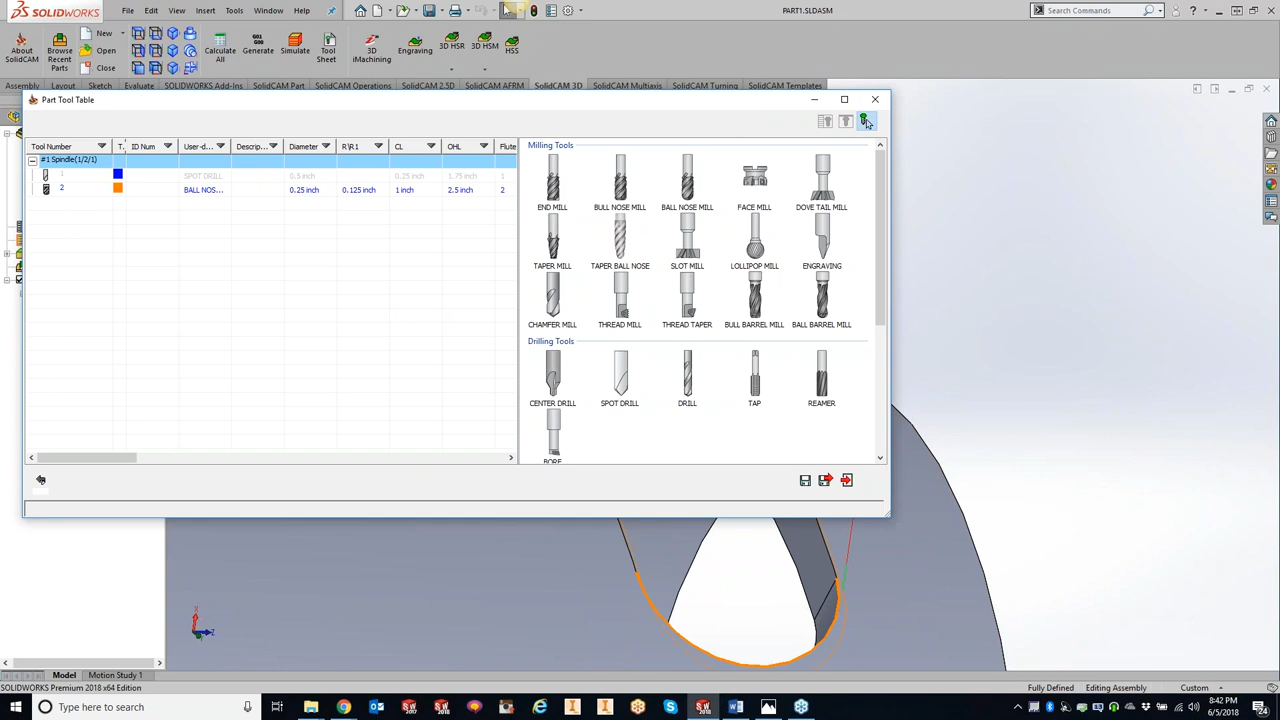 SOLIDWORKS
File Edit View Insert Tools Window Help
PART1.SLDASM
Search Commands
About SolidCAM
Browse Recent Parts
New
Open
Close
Calculate All
G01 G00
Generate
Simulate
Tool Sheet
3D iMachining
Engraving
3D HSR
3D HSM
HSS
Assembly Layout Sketch Evaluate SOLIDWORKS Add-Ins SolidCAM Part SolidCAM Operations SolidCAM 2.5D SolidCAM AFRM SolidCAM 3D SolidCAM Multiaxis SolidCAM Turning SolidCAM Templates
Part Tool Table
Tool Number T. ID Num User-d... Descrip... Diameter R\R1 CL OHL Flute
#1 Spindle(1/2/1)
1 SPOT DRILL 0.5 inch 0.25 inch 1.75 inch 1
2 BALL NOS... 0.25 inch 0.125 inch 1 inch 2.5 inch 2
Milling Tools
END MILL BULL NOSE MILL BALL NOSE MILL FACE MILL DOVE TAIL MILL
TAPER MILL TAPER BALL NOSE SLOT MILL LOLLIPOP MILL ENGRAVING
CHAMFER MILL THREAD MILL THREAD TAPER BULL BARREL MILL BALL BARREL MILL
Drilling Tools
CENTER DRILL SPOT DRILL DRILL TAP REAMER
BORE
X
Z
Model Motion Study 1
SOLIDWORKS Premium 2018 x64 Edition
Fully Defined Editing Assembly Custom
Type here to search
2017 2018 2018
8:42 PM
6/5/2018
24